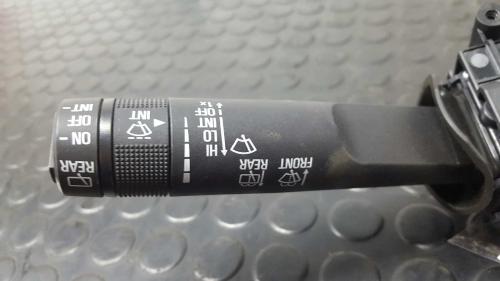 INT
OFF
ON
REAR
INT
1x
OFF
INT
LO
HI
REAR
FRONT